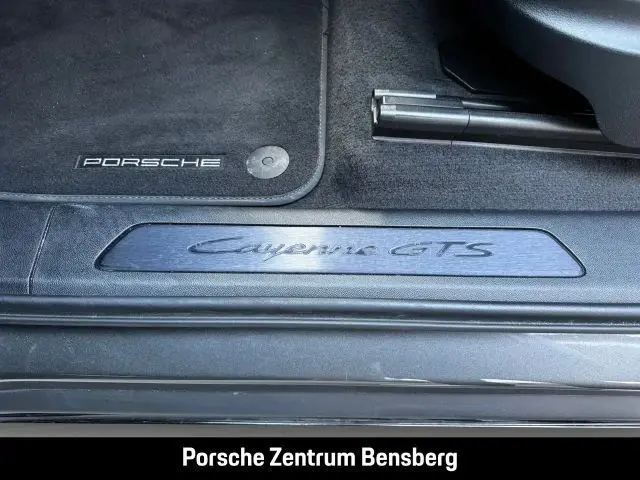 PORSCHE
Cayenne GTS
Porsche Zentrum Bensberg